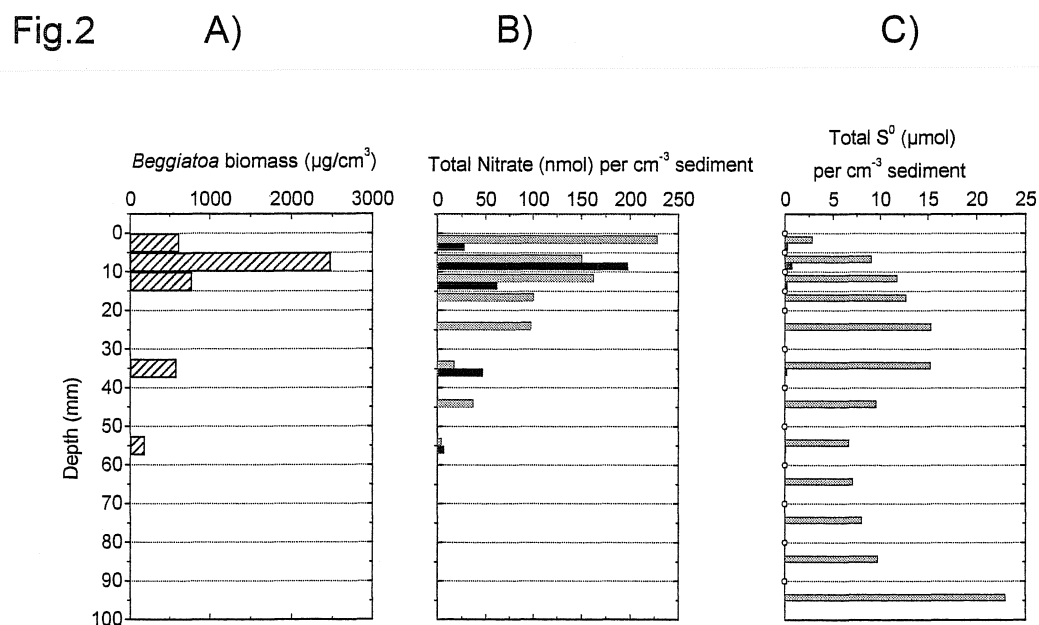 Fig.2 A) B) C)
Beggiatoa biomass (µg/cm³)
0 1000 2000 3000
Total Nitrate (nmol) per cm⁻³ sediment
0 50 100 150 200 250
Total S⁰ (µmol)
per cm⁻³ sediment
0 5 10 15 20 25
Depth (mm)
0
10
20
30
40
50
60
70
80
90
100